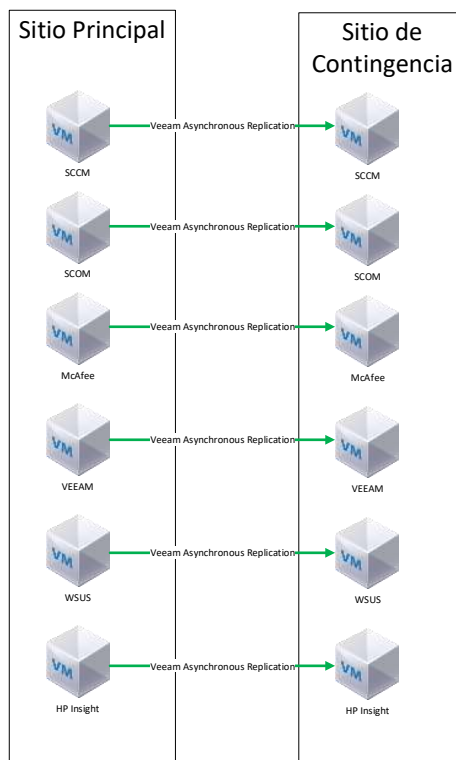 Sitio Principal
Sitio de
Contingencia
VM
Veeam Asynchronous Replication
VM
SCCM
SCCM
VM
Veeam Asynchronous Replication
VM
SCOM
SCOM
VM
Veeam Asynchronous Replication
VM
McAfee
McAfee
VM
Veeam Asynchronous Replication
VM
VEEAM
VEEAM
VM
Veeam Asynchronous Replication
VM
WSUS
WSUS
VM
Veeam Asynchronous Replication
VM
HP Insight
HP Insight